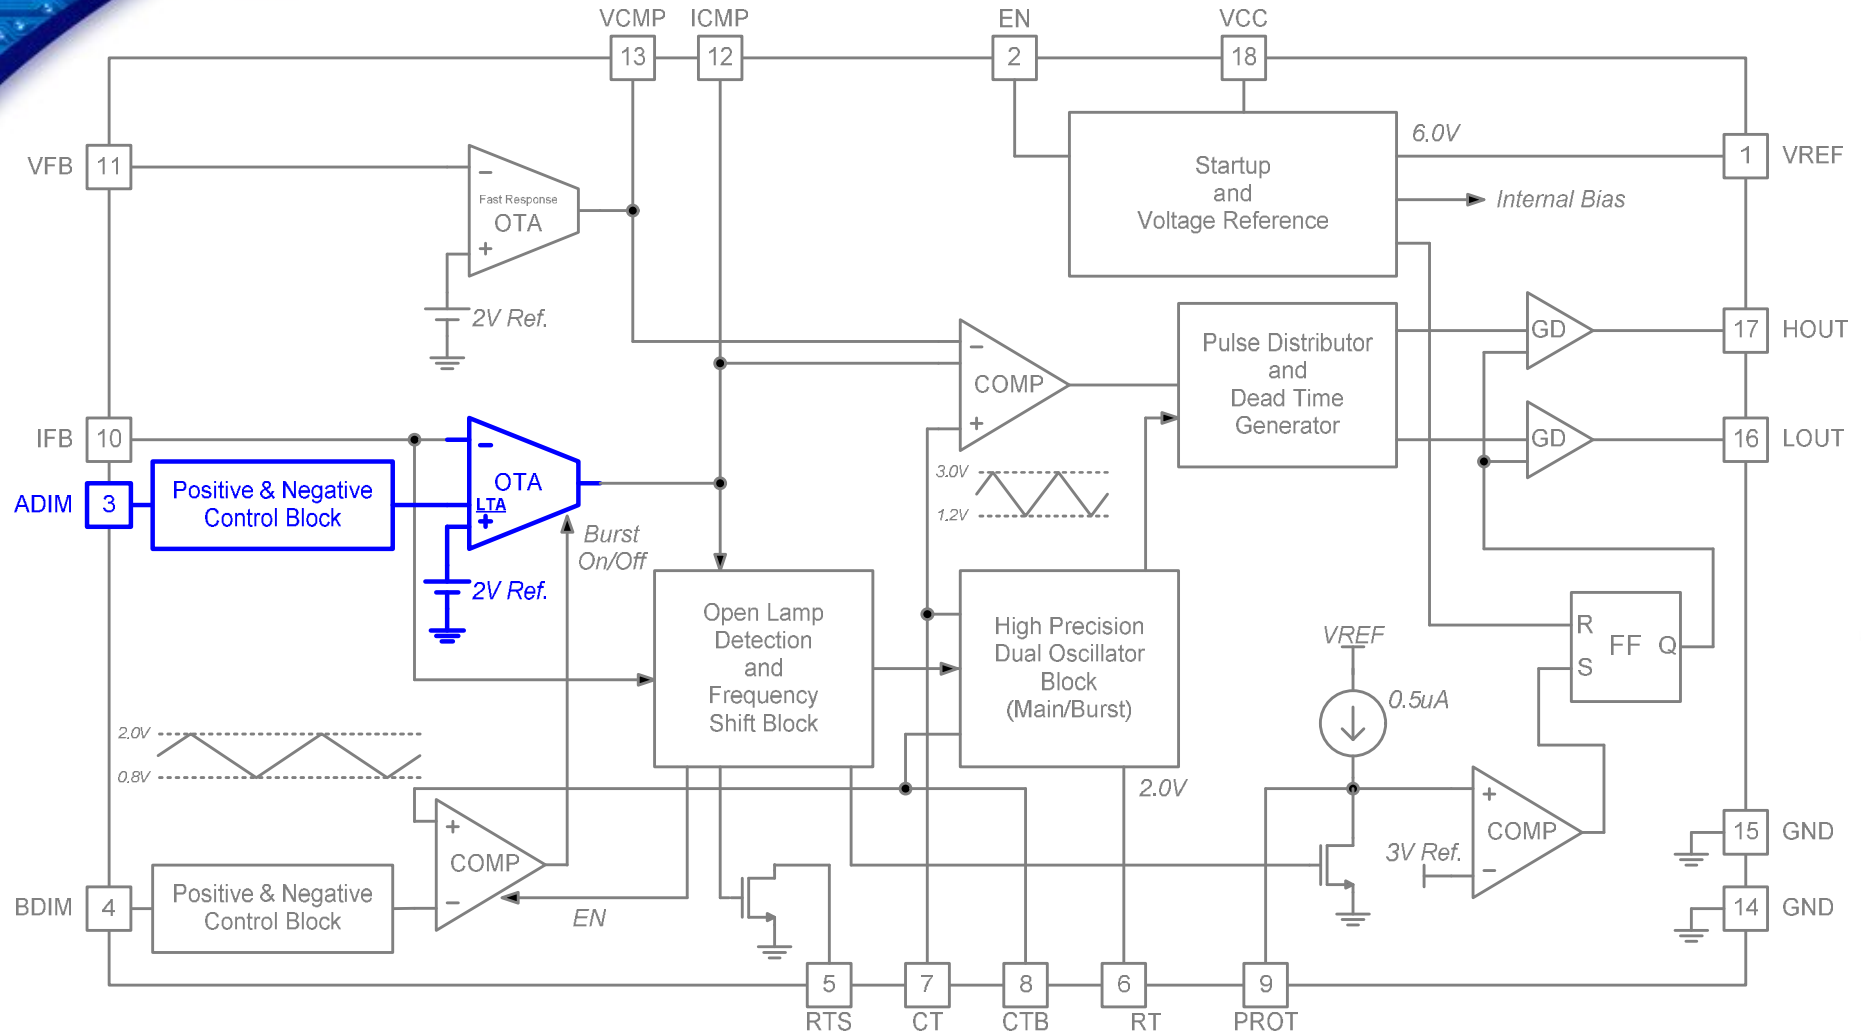 VCMP
ICMP
EN
VCC
13
12
2
18
6.0V
VFB
11
−
Fast Response
OTA
+
2V Ref.
Startup
and
Voltage Reference
1
VREF
Internal Bias
Pulse Distributor
and
Dead Time
Generator
GD
17
HOUT
−
COMP
+
GD
16
LOUT
IFB
10
ADIM
3
Positive & Negative
Control Block
−
OTA
LTA
+
2V Ref.
Burst
On/Off
3.0V
1.2V
Open Lamp
Detection
and
Frequency
Shift Block
High Precision
Dual Oscillator
Block
(Main/Burst)
VREF
0.5uA
R
FF
Q
S
2.0V
0.8V
2.0V
+
COMP
−
EN
BDIM
4
Positive & Negative
Control Block
+
COMP
−
3V Ref.
15
GND
14
GND
5
7
8
6
9
RTS
CT
CTB
RT
PROT